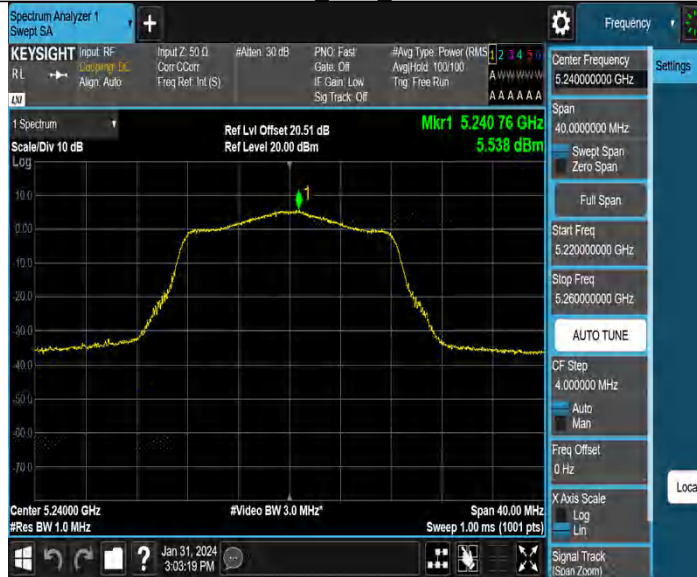 Spectrum Analyzer 1
Swept SA
Frequency
KEYSIGHT
RL
Input: RF
Coupling: DC
Align: Auto
Input Z: 50 Ω
Corr CCorr
Freq Ref: Int (S)
#Atten: 30 dB
PNO: Fast
Gate: Off
IF Gain: Low
Sig Track: Off
#Avg Type: Power (RMS)
Avg|Hold: 100/100
Trig: Free Run
1 2 3 4 5 6
A W W W W W
A A A A A A
LXI
1 Spectrum
Scale/Div 10 dB
Log
Ref Lvl Offset 20.51 dB
Ref Level 20.00 dBm
Mkr1 5.240 76 GHz
5.538 dBm
1
10.0
0.00
-10.0
-20.0
-30.0
-40.0
-50.0
-60.0
-70.0
Center 5.24000 GHz
#Res BW 1.0 MHz
#Video BW 3.0 MHz*
Span 40.00 MHz
Sweep 1.00 ms (1001 pts)
Jan 31, 2024
3:03:19 PM
Center Frequency
5.240000000 GHz
Settings
Span
40.0000000 MHz
Swept Span
Zero Span
Full Span
Start Freq
5.220000000 GHz
Stop Freq
5.260000000 GHz
AUTO TUNE
CF Step
4.000000 MHz
Auto
Man
Freq Offset
0 Hz
X Axis Scale
Log
Lin
Signal Track
(Span Zoom)